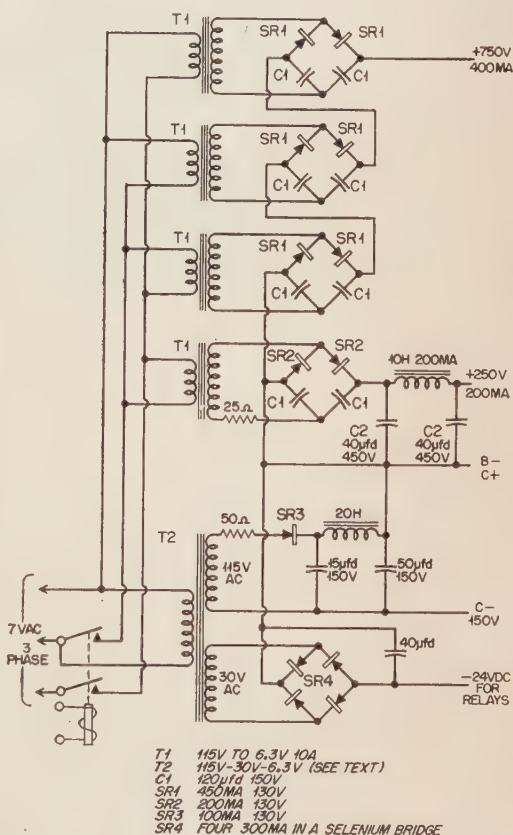 T1
SR1
SR1
C1
C1
+750V
400MA
T1
SR1
SR1
C1
C1
T1
SR1
SR1
C1
C1
T1
SR2
SR2
C1
C1
25Ω
10H 200MA
+250V
200MA
C2
40µfd
450V
C2
40µfd
450V
B-
C+
T2
50Ω
SR3
20H
115V
AC
15µfd
150V
50µfd
150V
C-
150V
7VAC
3
PHASE
30V
AC
SR4
40µfd
-24VDC
FOR
RELAYS
T1 115V TO 6.3V 10A
T2 115V-30V-6.3V (SEE TEXT)
C1 120µfd 150V
SR1 450MA 130V
SR2 200MA 130V
SR3 100MA 130V
SR4 FOUR 300MA IN A SELENIUM BRIDGE